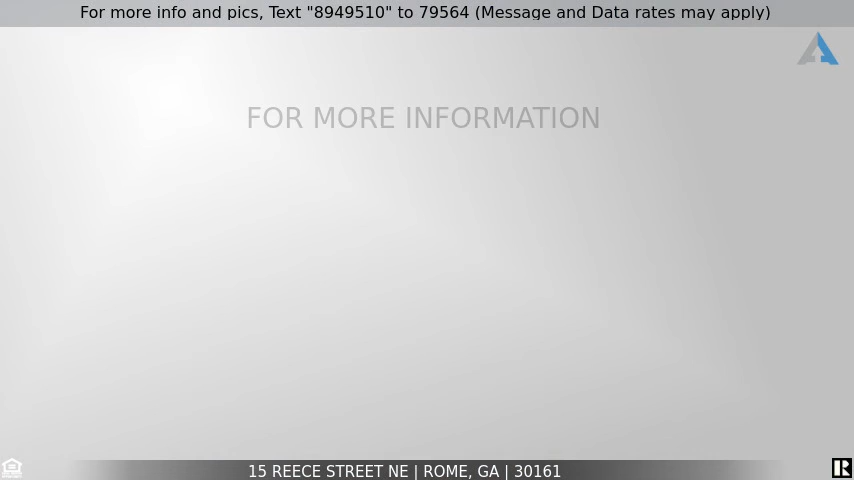 For more info and pics, Text "8949510" to 79564 (Message and Data rates may apply)
FOR MORE INFORMATION
15 REECE STREET NE | ROME, GA | 30161